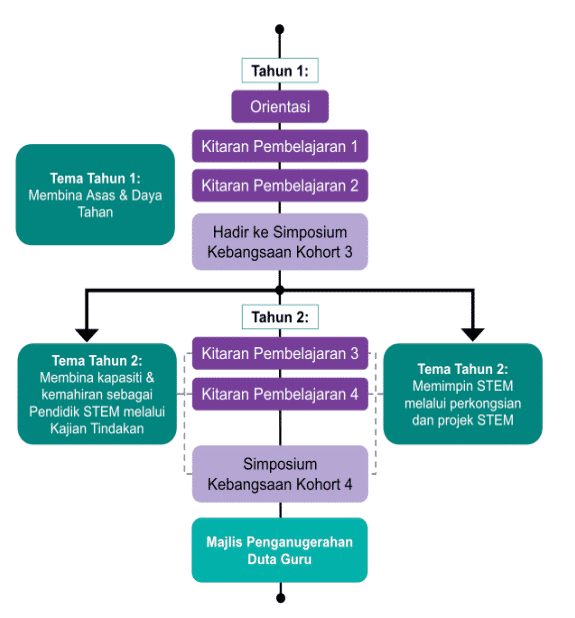 Tahun 1:
Orientasi
Kitaran Pembelajaran 1
Tema Tahun 1:
Membina Asas & Daya
Tahan
Kitaran Pembelajaran 2
Hadir ke Simposium
Kebangsaan Kohort 3
Tahun 2:
Tema Tahun 2:
Membina kapasiti &
kemahiran sebagai
Pendidik STEM melalui
Kajian Tindakan
Kitaran Pembelajaran 3
Kitaran Pembelajaran 4
Tema Tahun 2:
Memimpin STEM
melalui perkongsian
dan projek STEM
Simposium
Kebangsaan Kohort 4
Majlis Penganugerahan
Duta Guru